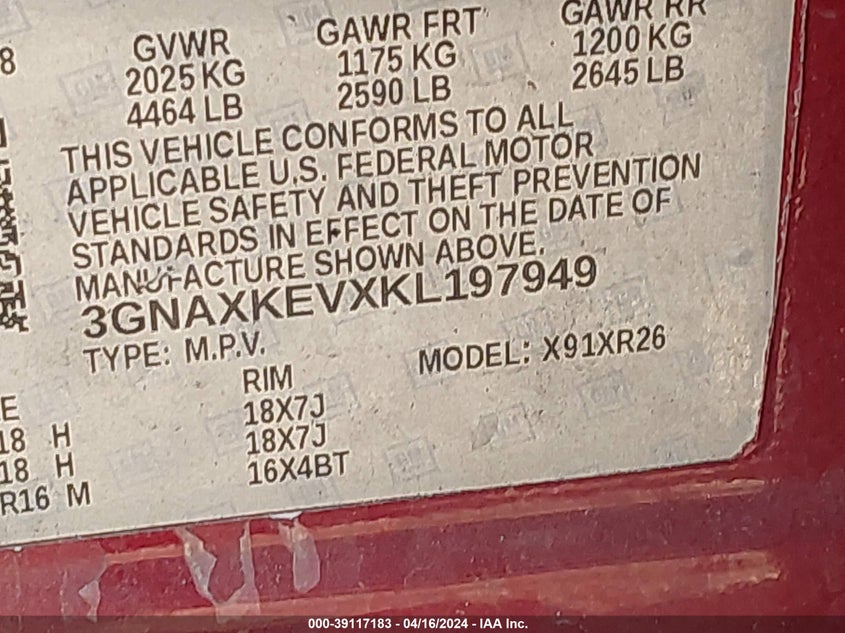 8
GVWR GAWR FRT GAWR RR
2025 KG 1175 KG 1200 KG
4464 LB 2590 LB 2645 LB
THIS VEHICLE CONFORMS TO ALL
APPLICABLE U.S. FEDERAL MOTOR
VEHICLE SAFETY AND THEFT PREVENTION
STANDARDS IN EFFECT ON THE DATE OF
MANUFACTURE SHOWN ABOVE.
3GNAXKEVXKL197949
TYPE: M.P.V. MODEL: X91XR26
E RIM
18 H 18X7J
18 H 18X7J
R16 M 16X4BT
000-39117183 - 04/16/2024 - IAA Inc.